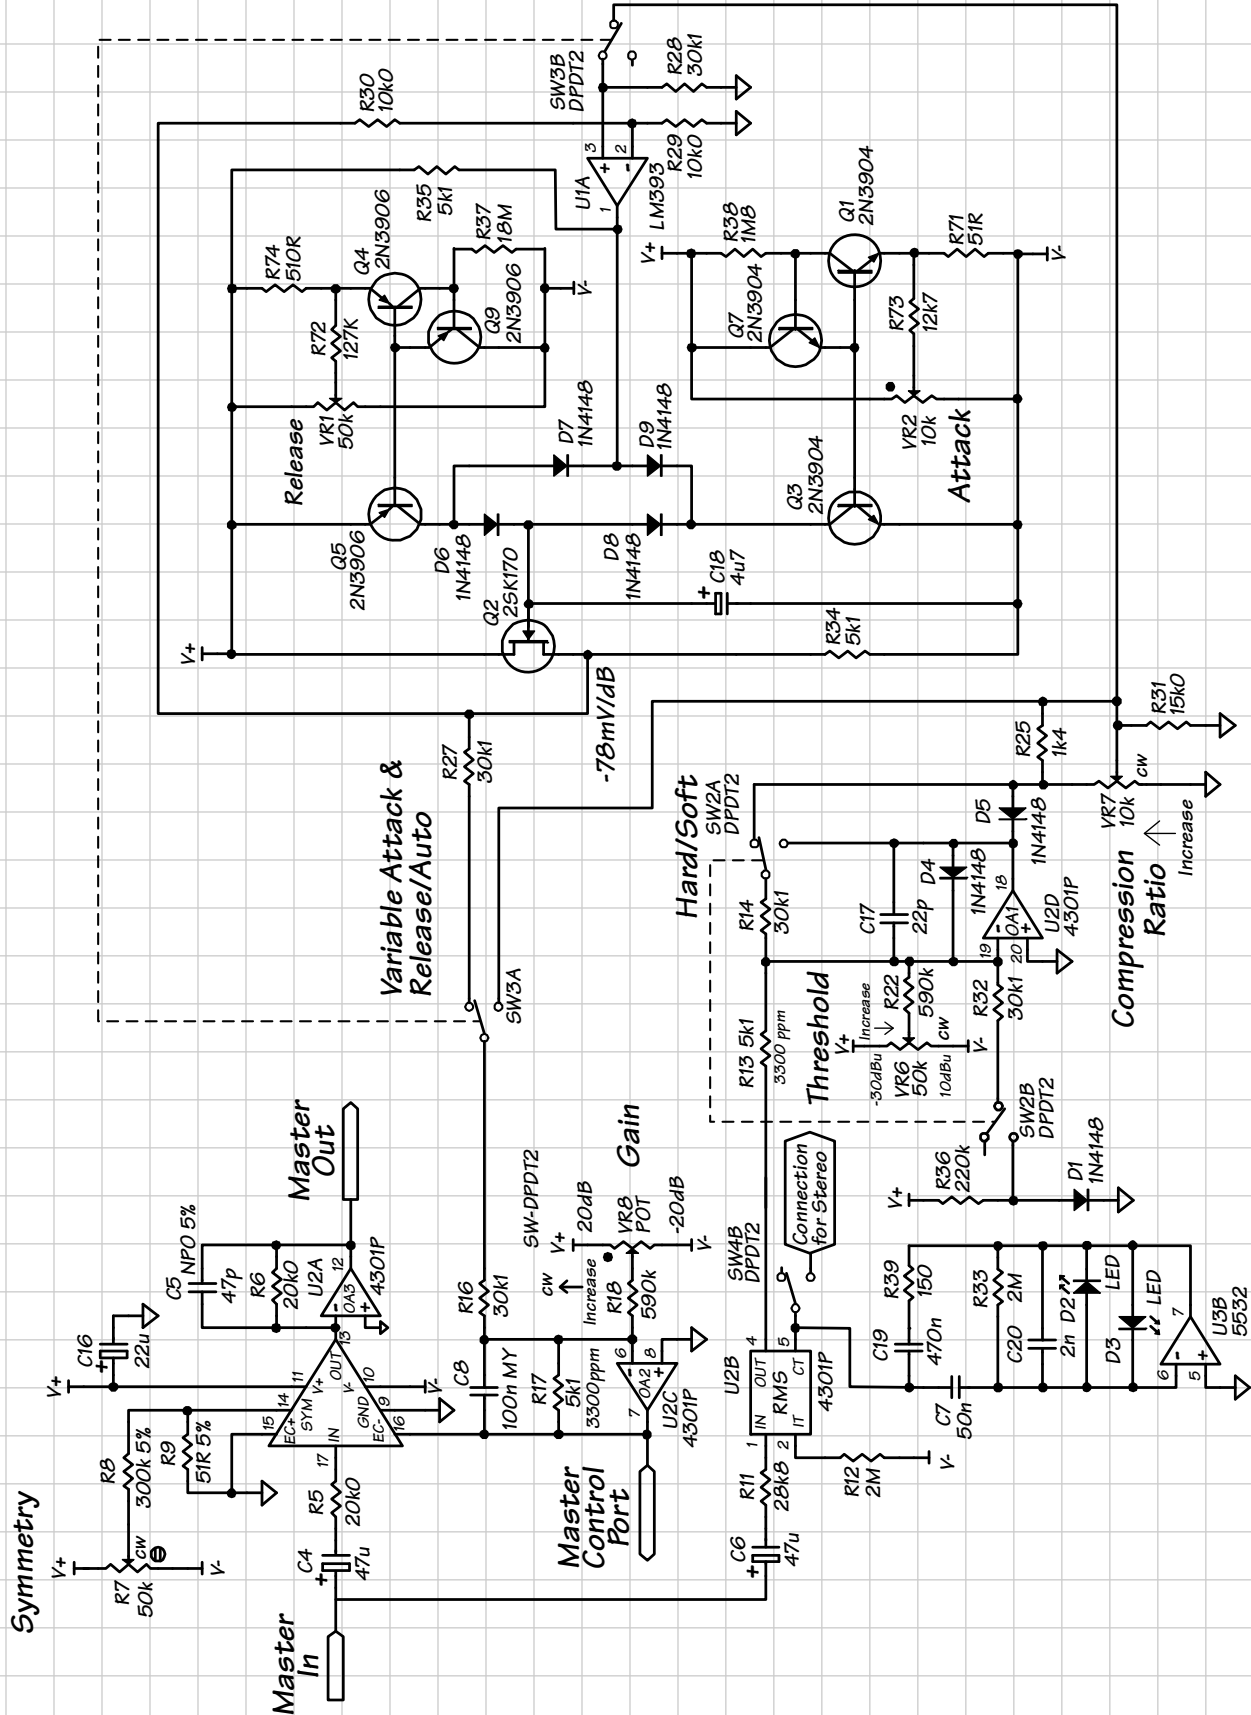 Symmetry
V+
R7
50k
cw
V-
R8
300k 5%
R9
51R 5%
V+
C16
22u
+
C5 NP0 5%
47p
R6
20k0
U2A
OA3
12
13
4301P
Master
Out
Master
In
C4
47u
+
R5
20k0
17
15
14
11
EC+
SYM
V+
IN
OUT
GND
V-
EC-
16
9
10
V-
C8
100n MY
R16
30k1
R17
5k1
3300ppm
SW-DPDT2
cw
Increase
20dB
V+
VR8
POT
-20dB
V-
Gain
R18
590k
6
8
7
OA2
U2C
4301P
Master
Control
Port
C6
47u
+
R11
28k8
R12
2M
V-
U2B
1
2
4
5
IN
OUT
RMS
IT
CT
4301P
SW4B
DPDT2
Connection
for Stereo
C19
470n
R39
150
C7
50n
R33
2M
C20
2n
D2
LED
D3
LED
6
5
7
U3B
5532
V+
R36
220k
D1
1N4148
SW2B
DPDT2
R13 5k1
3300 ppm
Threshold
V+
Increase
-30dBu
VR6
50k
10dBu
cw
V-
R22
590k
R32
30k1
R14
30k1
Hard/Soft
SW2A
DPDT2
C17
22p
D4
1N4148
19
20
18
OA1
U2D
4301P
D5
1N4148
R25
1k4
VR7
10k
cw
Increase
Compression
Ratio
R31
15k0
Variable Attack &
Release/Auto
SW3A
R27
30k1
-78mV/dB
V+
Q2
2SK170
R34
5k1
C18
4u7
+
Q5
2N3906
D6
1N4148
D8
1N4148
Q3
2N3904
Release
VR1
50k
D7
1N4148
D9
1N4148
VR2
10k
Attack
R72
127K
R74
510R
Q4
2N3906
Q9
2N3906
R37
18M
V-
R35
5k1
V+
R38
1M8
Q7
2N3904
Q1
2N3904
R73
12k7
R71
51R
V-
R30
10k0
U1A
1
3
2
LM393
R29
10k0
SW3B
DPDT2
R28
30k1